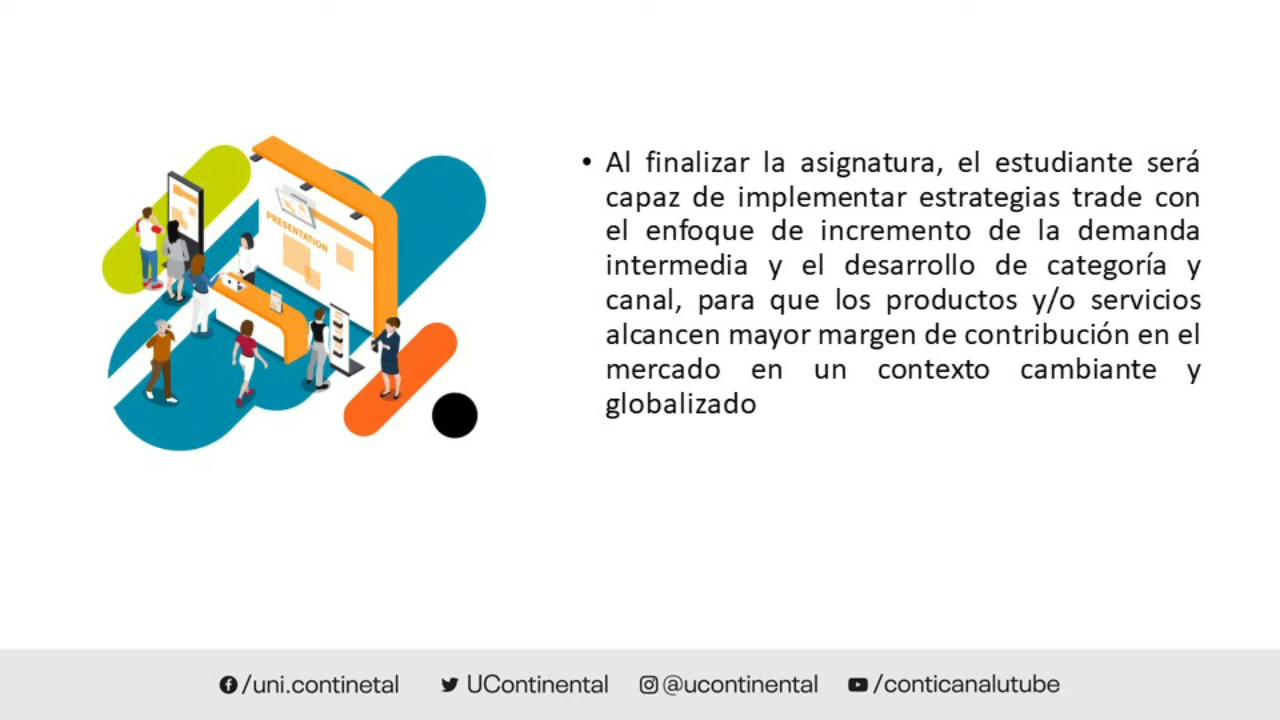 PRESENTATION
• Al finalizar la asignatura, el estudiante será
capaz de implementar estrategias trade con
el enfoque de incremento de la demanda
intermedia y el desarrollo de categoría y
canal, para que los productos y/o servicios
alcancen mayor margen de contribución en el
mercado en un contexto cambiante y
globalizado
/uni.continetal UContinental @ucontinental /conticanalutube